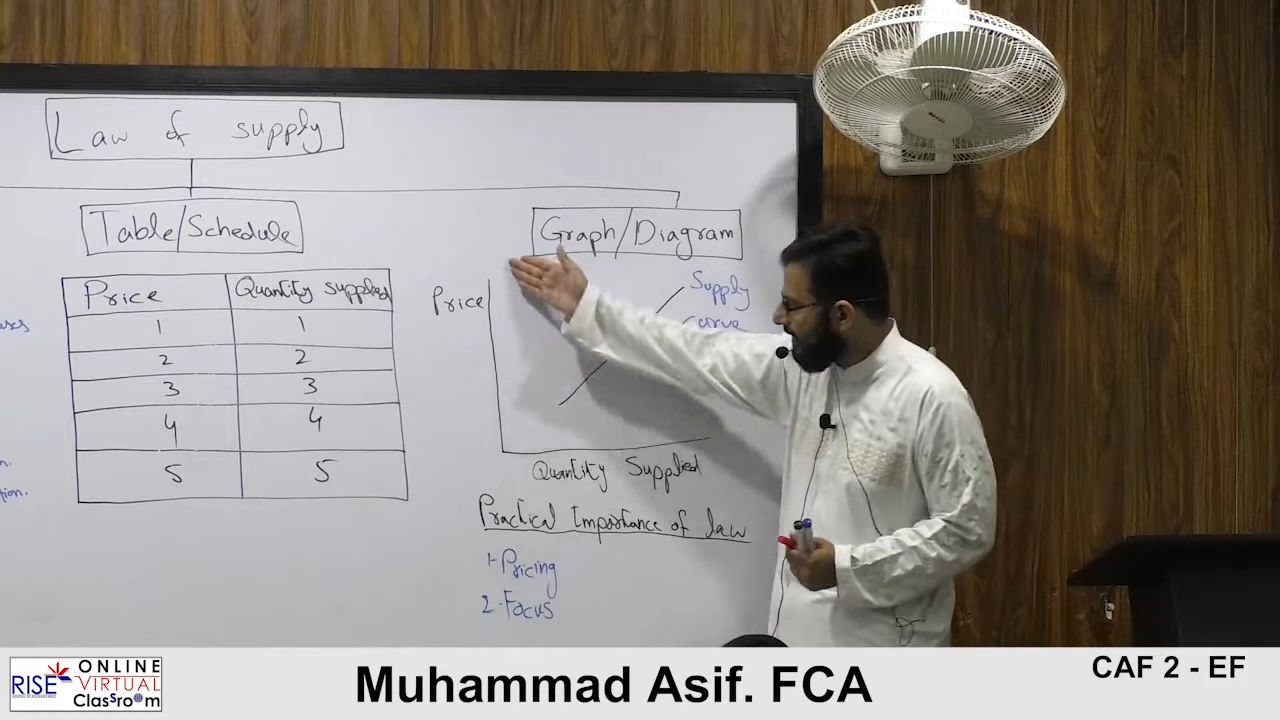 Law of supply
Table/Schedule
Graph/Diagram
Price Quantity supplied
1 1
2 2
3 3
4 4
5 5
Price
Supply
curve
Quantity Supplied
Practical Importance of law
1- Pricing
2. Focus
RISE
ONLINE
VIRTUAL
Classroom
Muhammad Asif. FCA
CAF 2 - EF